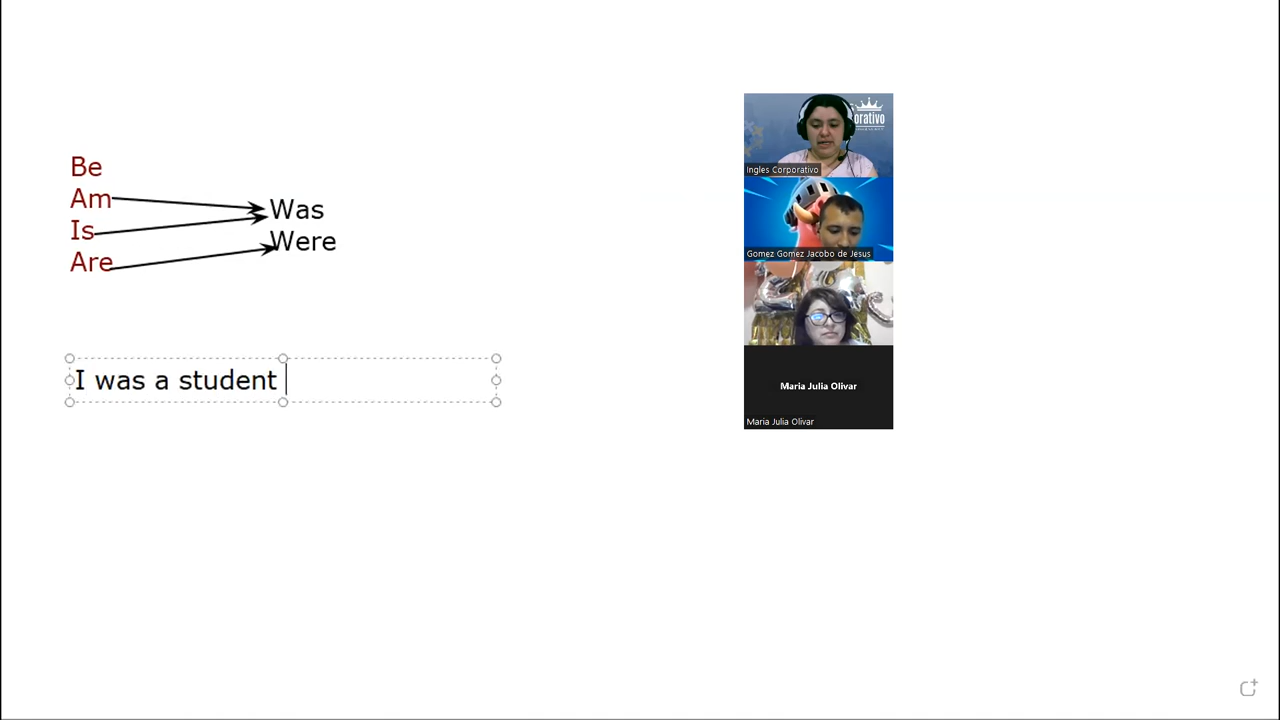 Be
Am
Is
Are
Was
Were
I was a student
orativo
Ingles Corporativo
Gomez Gomez Jacobo de Jesus
Maria Julia Olivar
Maria Julia Olivar